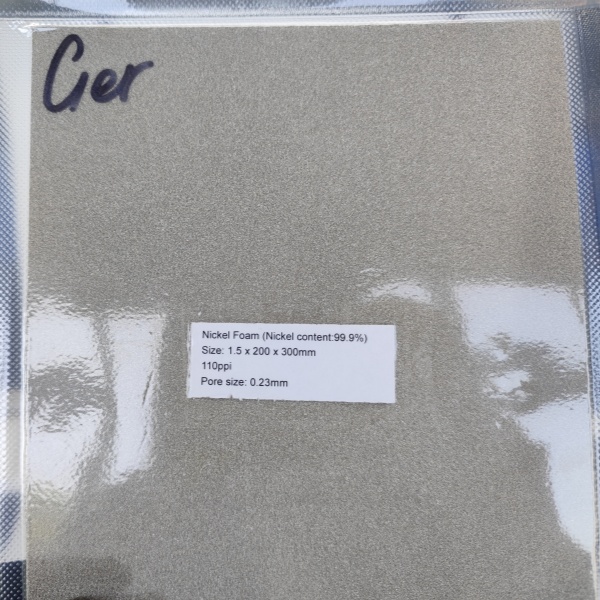 Ger
Nickel Foam (Nickel content:99.9%)
Size: 1.5 x 200 x 300mm
110ppi
Pore size: 0.23mm